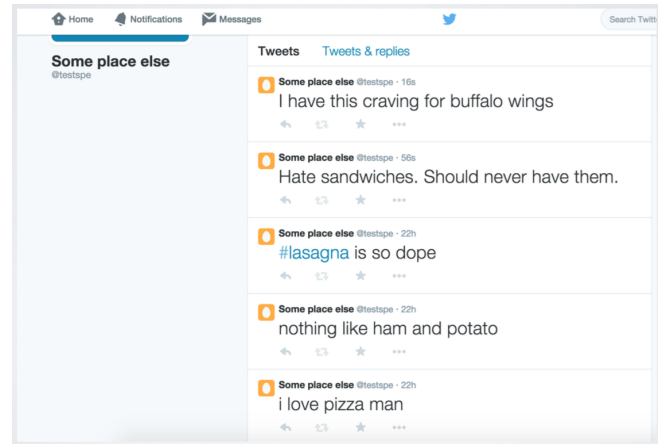 Home Notifications Messages Search Twitt
Some place else
@testspe
Tweets Tweets & replies
Some place else @testspe · 16s
I have this craving for buffalo wings
Some place else @testspe · 56s
Hate sandwiches. Should never have them.
Some place else @testspe · 22h
#lasagna is so dope
Some place else @testspe · 22h
nothing like ham and potato
Some place else @testspe · 22h
i love pizza man